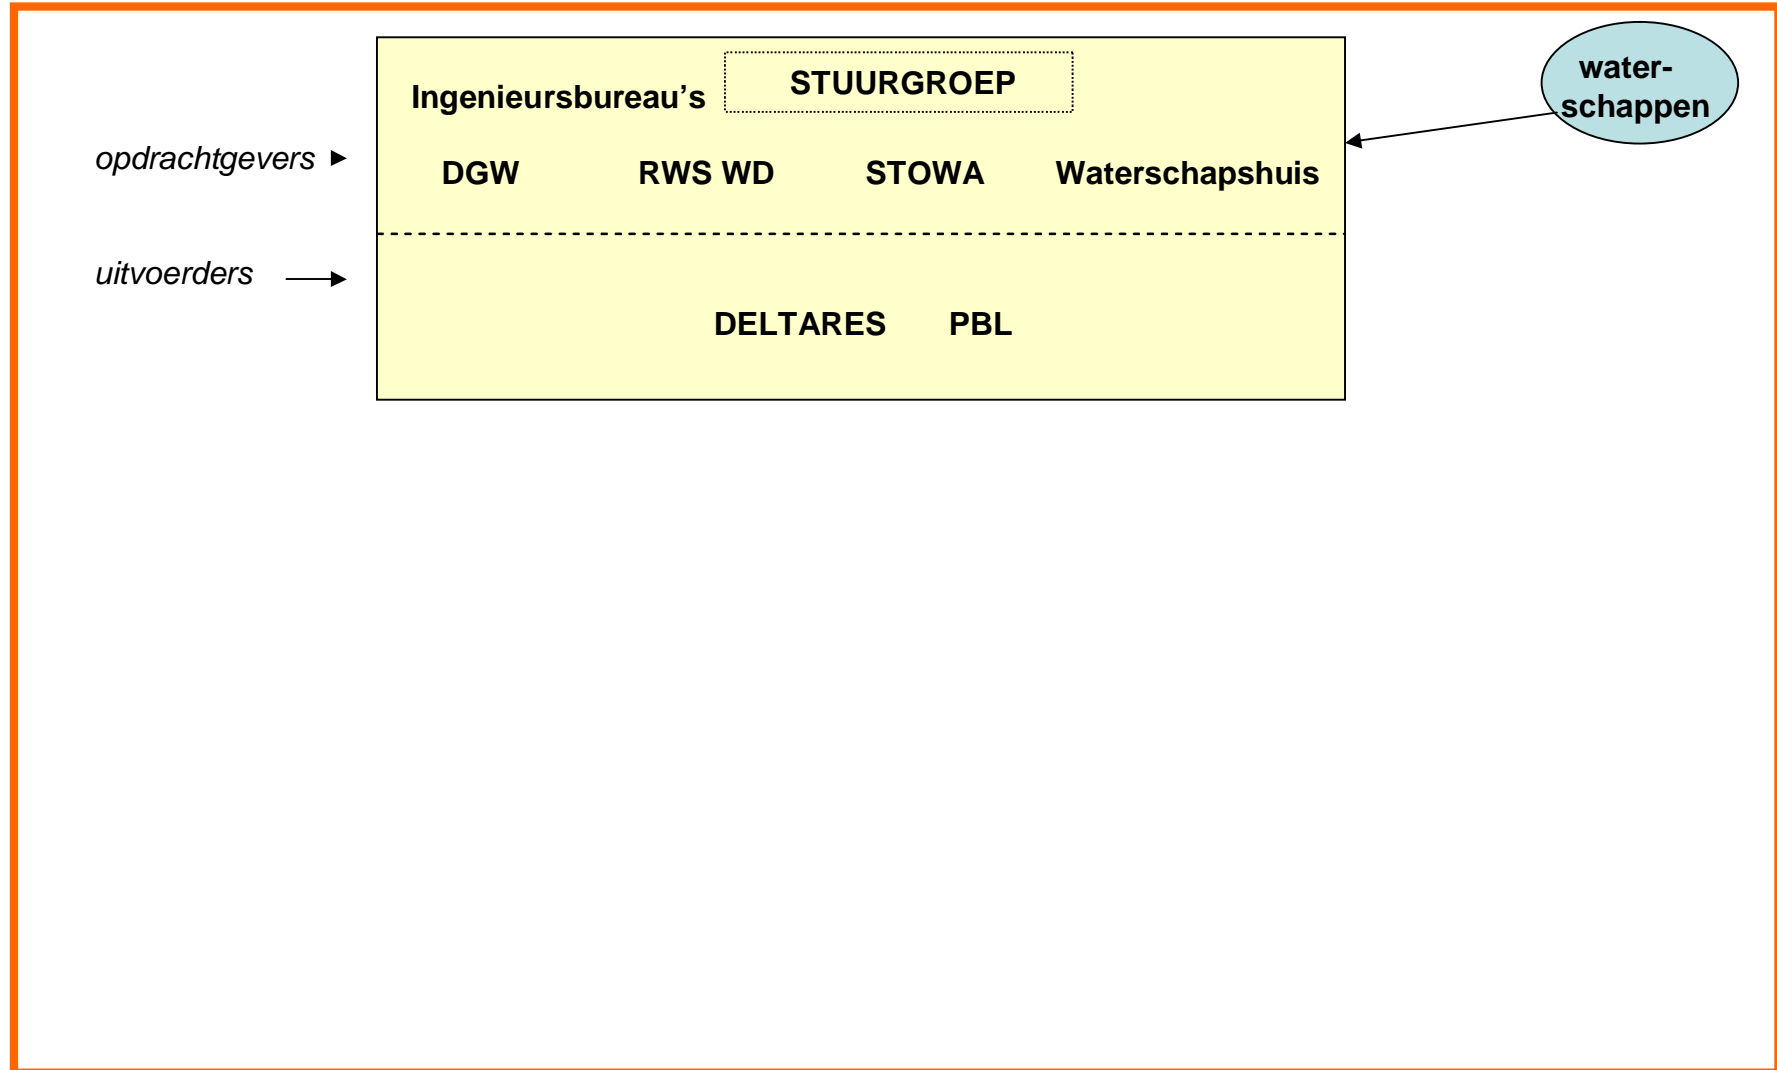 STUURGROEP
Ingenieursbureau's
water-
schappen
opdrachtgevers
DGW RWS WD STOWA Waterschapshuis
uitvoerders
DELTARES PBL